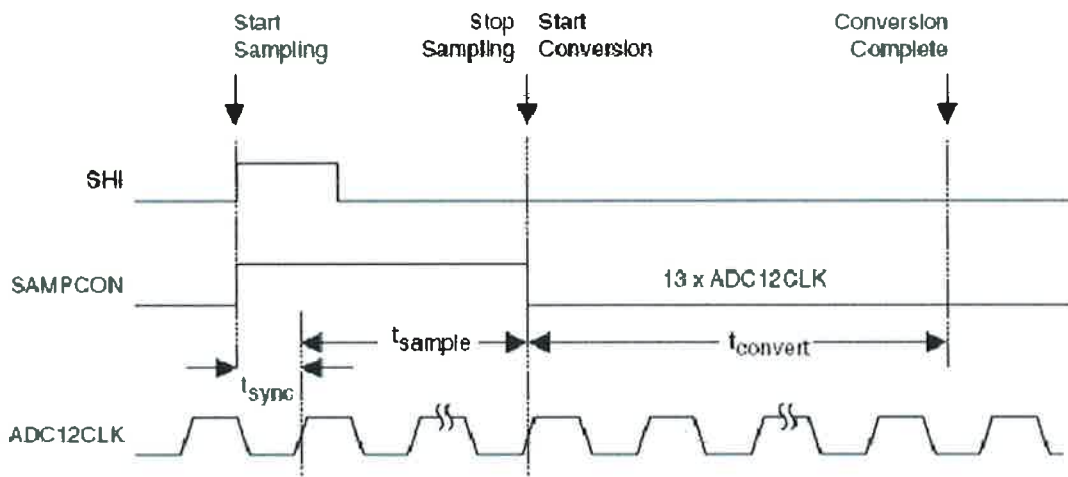 Start
Sampling
Stop
Sampling
Start
Conversion
Conversion
Complete
SHI
SAMPCON
13 x ADC12CLK
tsample
tconvert
tsync
ADC12CLK